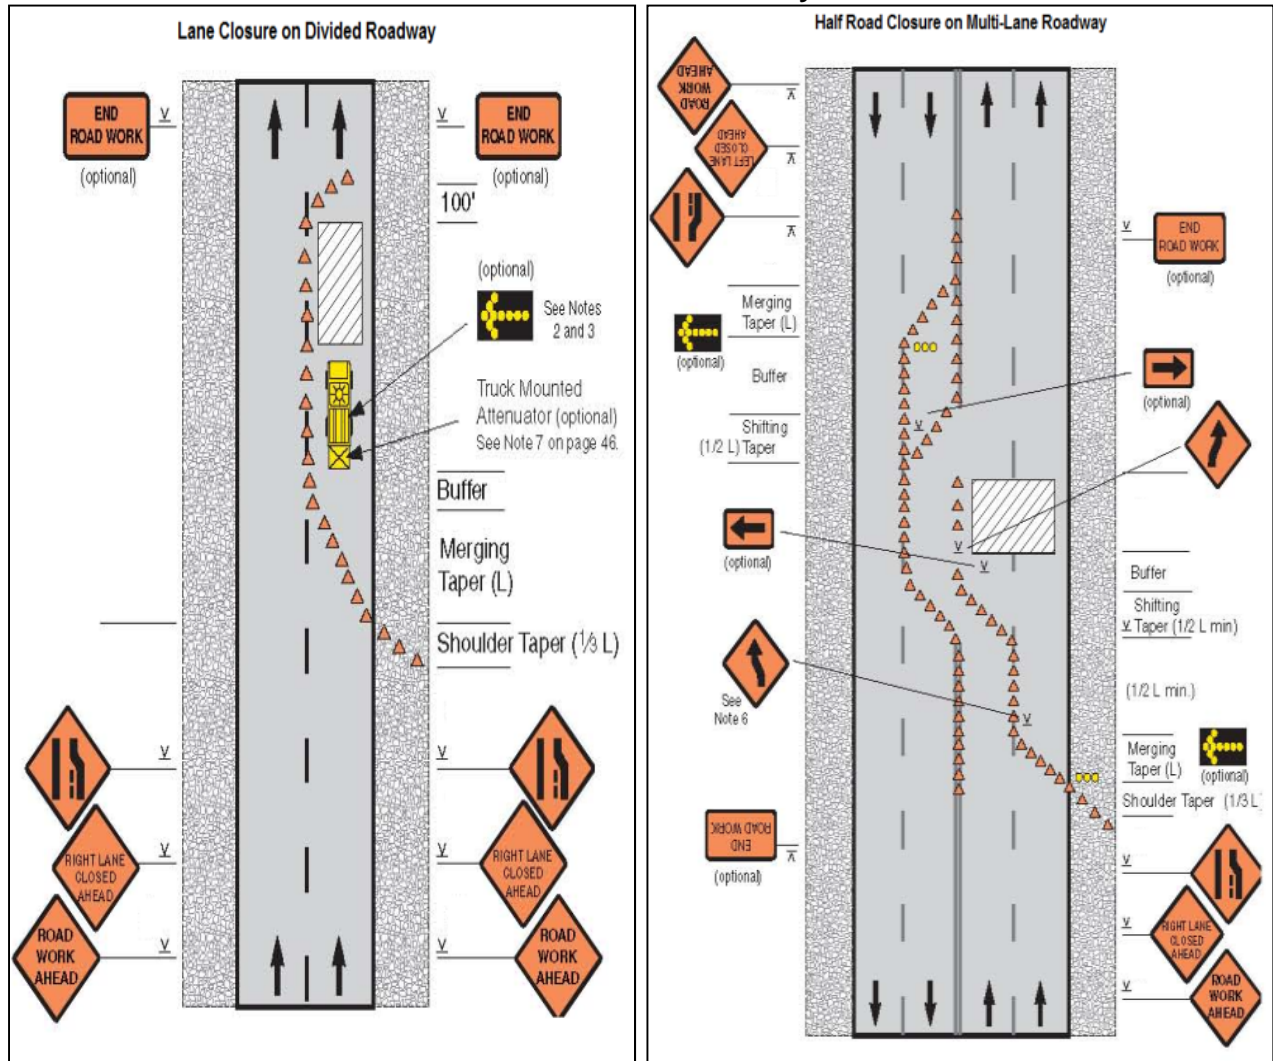 Lane Closure on Divided Roadway
END
ROAD WORK
(optional)
END
ROAD WORK
(optional)
100'
(optional)
See Notes
2 and 3
Truck Mounted
Attenuator (optional)
See Note 7 on page 46.
Buffer
Merging
Taper (L)
Shoulder Taper (⅓ L)
RIGHT LANE
CLOSED
AHEAD
RIGHT LANE
CLOSED
AHEAD
ROAD
WORK
AHEAD
ROAD
WORK
AHEAD
Half Road Closure on Multi-Lane Roadway
ROAD
WORK
AHEAD
LEFT LANE
CLOSED
AHEAD
END
ROAD WORK
(optional)
Merging
Taper (L)
(optional)
Buffer
(optional)
Shifting
(1/2 L) Taper
(optional)
Buffer
Shifting
Taper (1/2 L min)
See
Note 6
(1/2 L min.)
Merging
Taper (L)
(optional)
Shoulder Taper (1/3 L)
END
ROAD WORK
(optional)
RIGHT LANE
CLOSED
AHEAD
ROAD
WORK
AHEAD